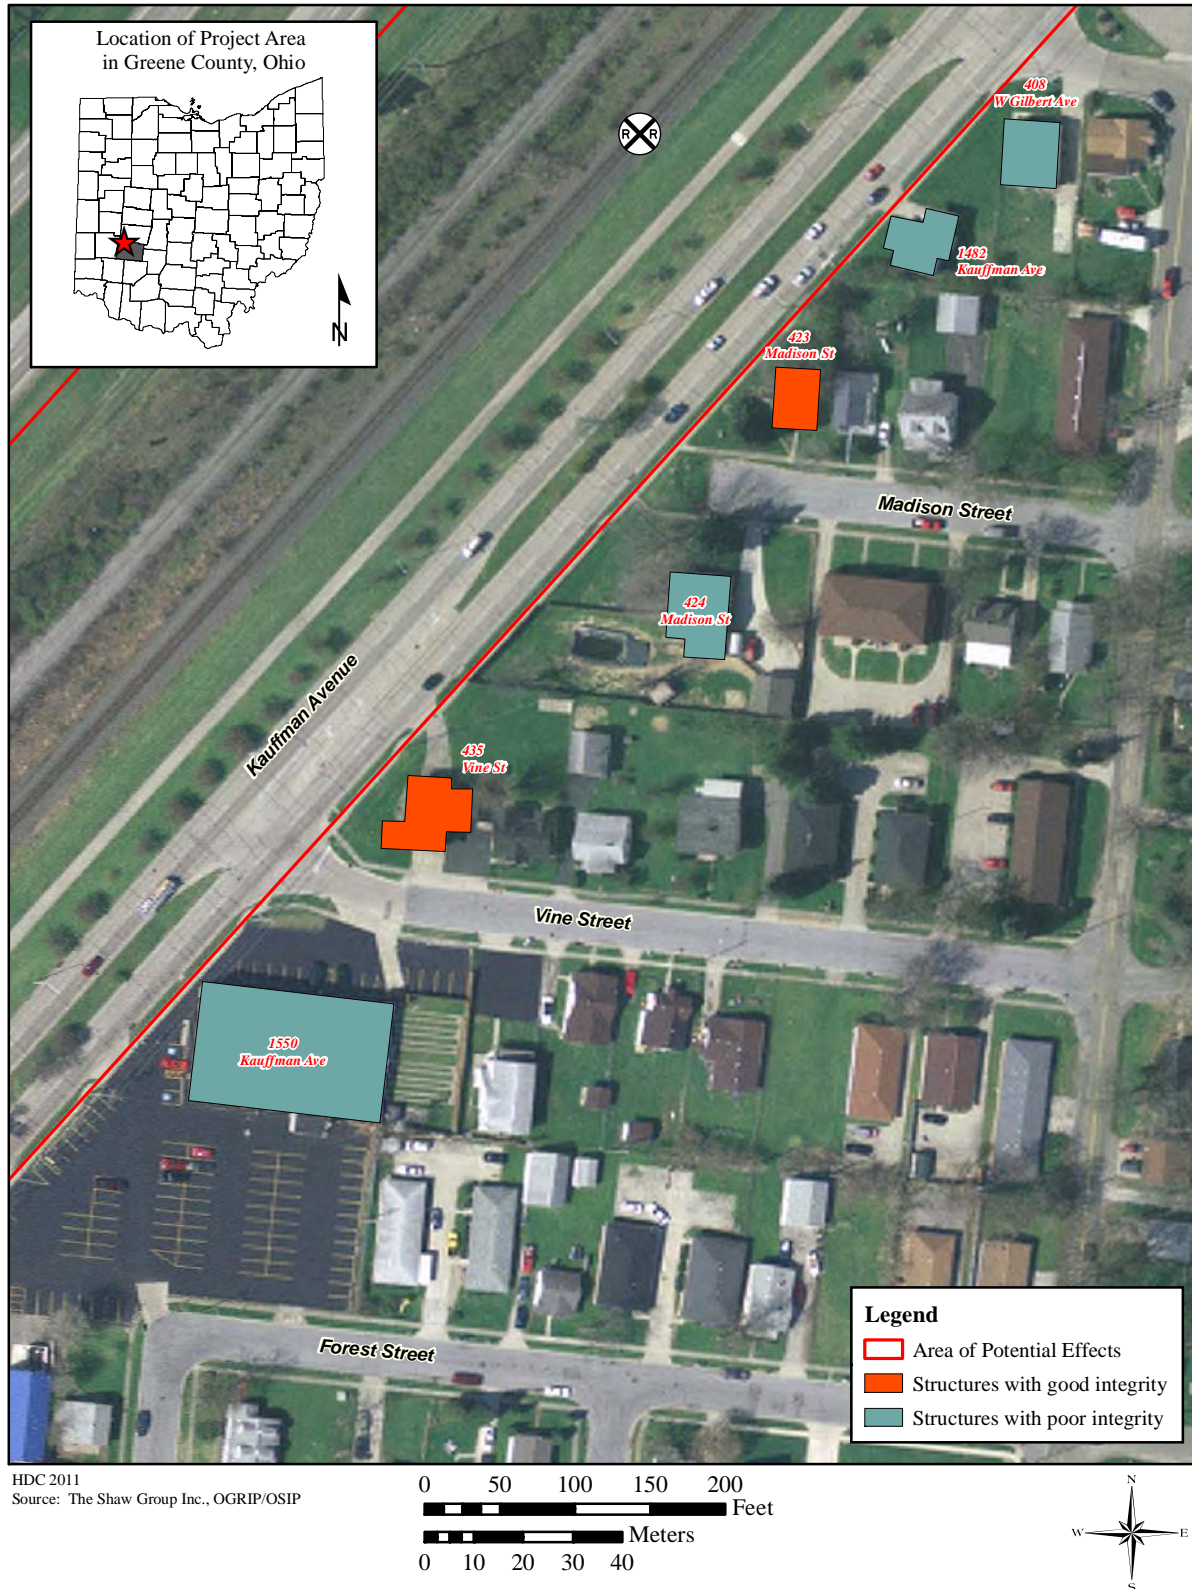 Location of Project Area
in Greene County, Ohio
N
R R
408
W Gilbert Ave
1482
Kauffman Ave
423
Madison St
Madison Street
424
Madison St
Kauffman Avenue
435
Vine St
Vine Street
1550
Kauffman Ave
Forest Street
Legend
Area of Potential Effects
Structures with good integrity
Structures with poor integrity
HDC 2011
Source: The Shaw Group Inc., OGRIP/OSIP
0 50 100 150 200
Feet
Meters
0 10 20 30 40
N
W E
S